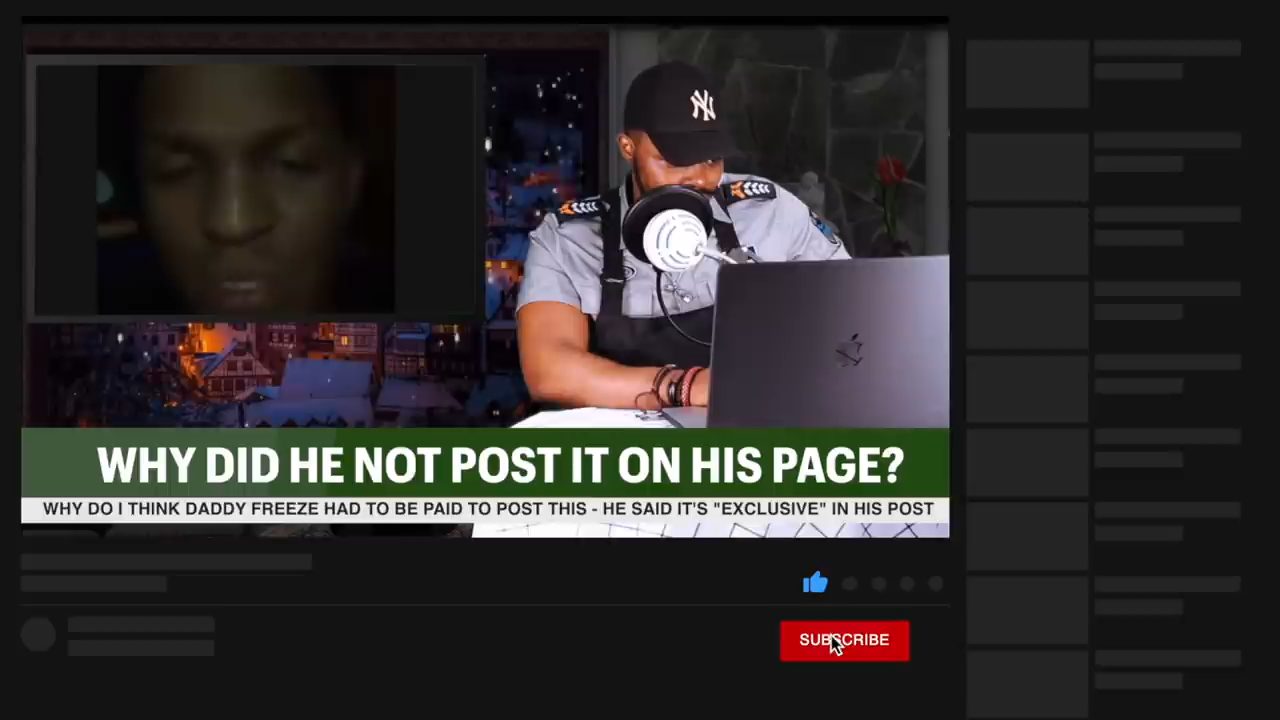 NY
WHY DID HE NOT POST IT ON HIS PAGE?
WHY DO I THINK DADDY FREEZE HAD TO BE PAID TO POST THIS - HE SAID IT'S "EXCLUSIVE" IN HIS POST
SUBSCRIBE